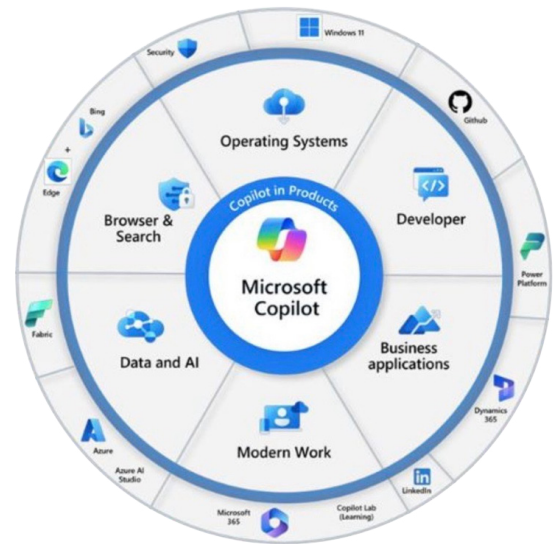 Windows 11
Security
Github
Bing
+
Edge
Operating Systems
Developer
Browser &
Search
Copilot in Products
Microsoft
Copilot
Power
Platform
Fabric
Data and AI
Business
applications
Modern Work
Dynamics
365
Azure
Azure AI
Studio
LinkedIn
Microsoft
365
Copilot Lab
(Learning)